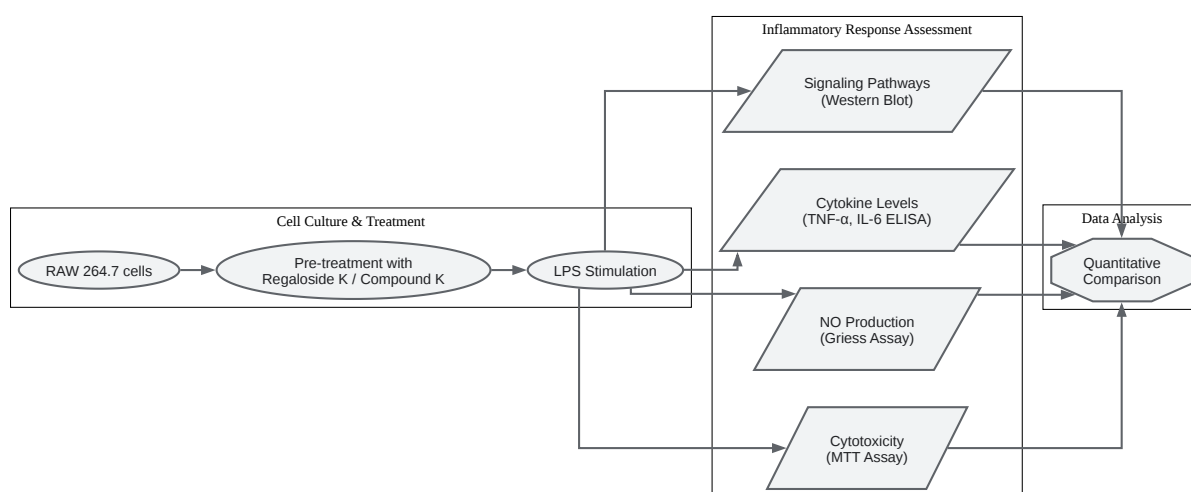 Inflammatory Response Assessment
Signaling Pathways
(Western Blot)
Cytokine Levels
(TNF-α, IL-6 ELISA)
Cell Culture & Treatment
RAW 264.7 cells
Pre-treatment with
Regaloside K / Compound K
LPS Stimulation
NO Production
(Griess Assay)
Cytotoxicity
(MTT Assay)
Data Analysis
Quantitative
Comparison